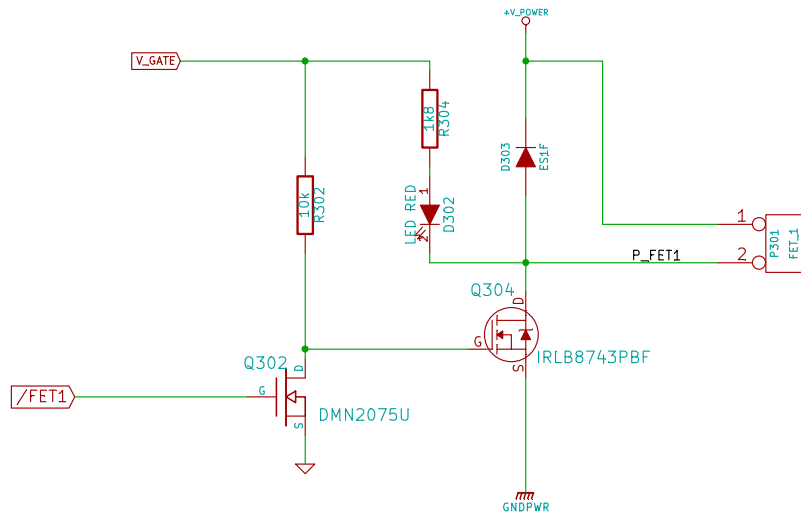 +V_POWER
V_GATE
1k8
R304
D303
ES1F
10k
R302
LED RED
1
2
D302
1
2
P301
FET_1
P_FET1
Q304
D
G
S
IRLB8743PBF
Q302
D
G
S
/FET1
DMN2075U
GNDPWR